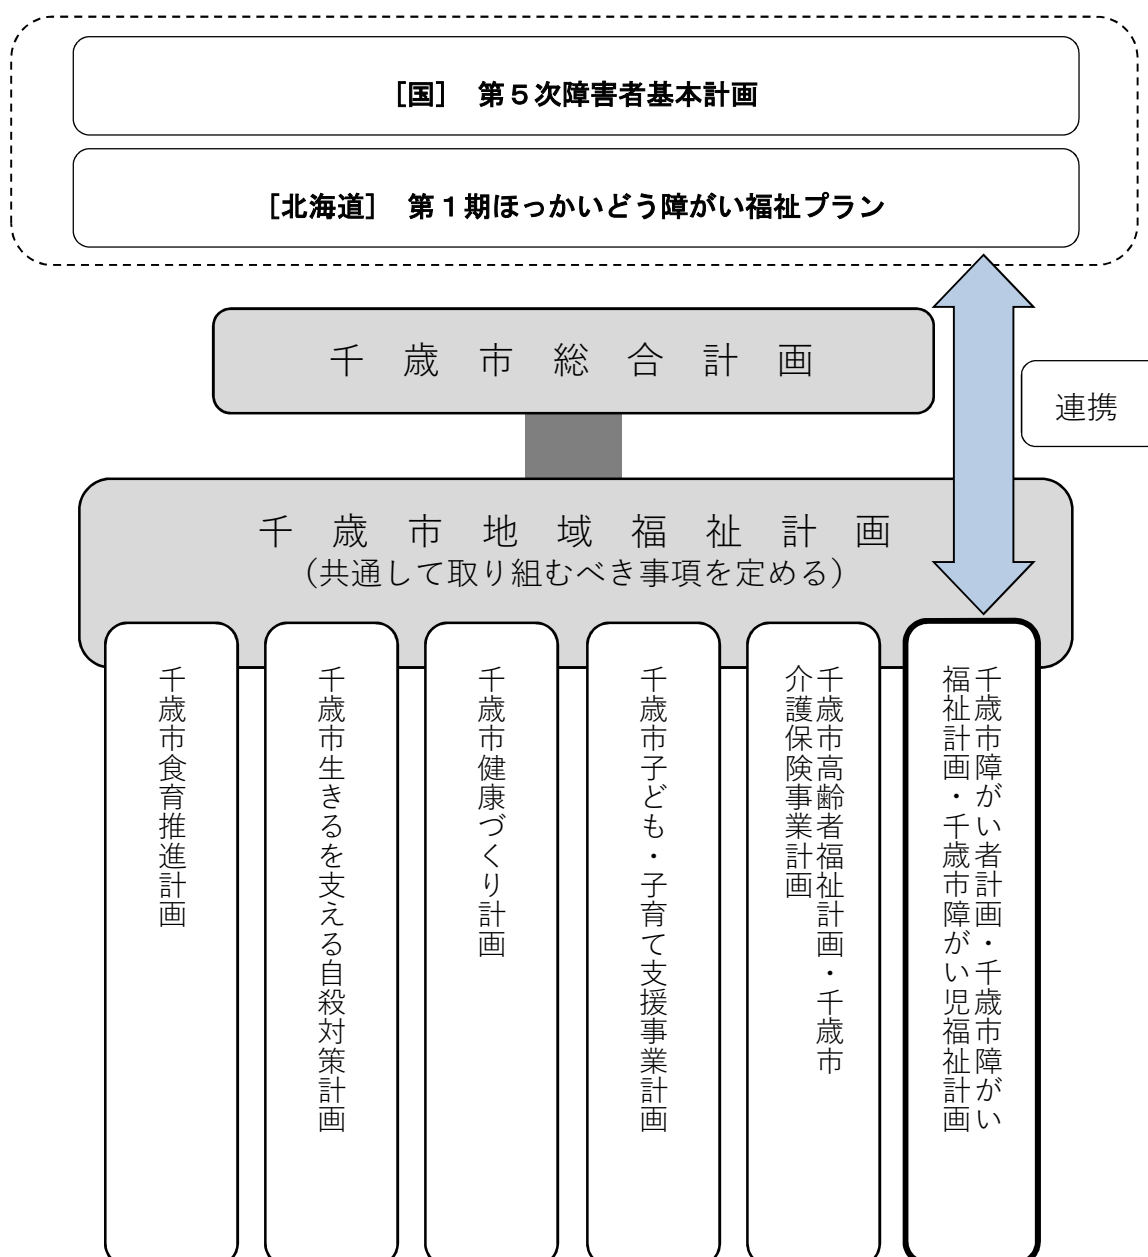 ［国］　第５次障害者基本計画
［北海道］　第１期ほっかいどう障がい福祉プラン
千歳市総合計画
連携
千歳市地域福祉計画
（共通して取り組むべき事項を定める）
千歳市障がい者計画・千歳市障がい
福祉計画・千歳市障がい児福祉計画
千歳市高齢者福祉計画・千歳市
介護保険事業計画
千歳市子ども・子育て支援事業計画
千歳市健康づくり計画
千歳市生きるを支える自殺対策計画
千歳市食育推進計画